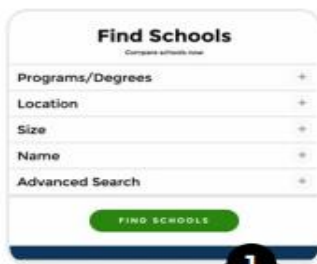 Find Schools
Compare schools now
Programs/Degrees +
Location +
Size +
Name +
Advanced Search +
FIND SCHOOLS
1